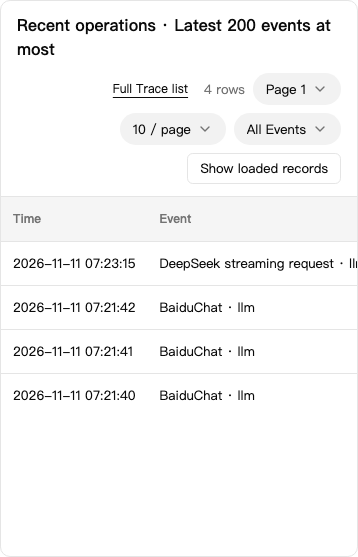 Recent operations · Latest 200 events at
most
Full Trace list 4 rows Page 1
10 / page All Events
Show loaded records
Time Event
2026-11-11 07:23:15 DeepSeek streaming request ·
2026-11-11 07:21:42 BaiduChat · llm
2026-11-11 07:21:41 BaiduChat · llm
2026-11-11 07:21:40 BaiduChat · llm